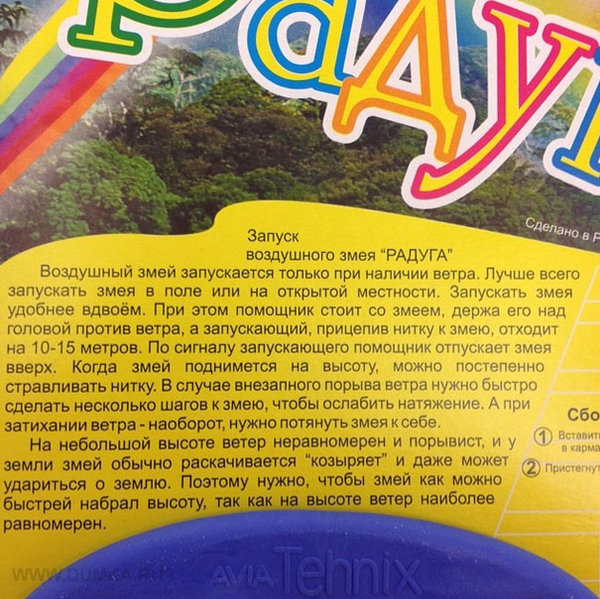 раду
Сделано в Р
Запуск
воздушного змея “РАДУГА”
Воздушный змей запускается только при наличии ветра. Лучше всего
запускать змея в поле или на открытой местности. Запускать змея
удобнее вдвоём. При этом помощник стоит со змеем, держа его над
головой против ветра, а запускающий, прицепив нитку к змею, отходит
на 10-15 метров. По сигналу запускающего помощник отпускает змея
вверх. Когда змей поднимется на высоту, можно постепенно
стравливать нитку. В случае внезапного порыва ветра нужно быстро
сделать несколько шагов к змею, чтобы ослабить натяжение. А при
затихании ветра - наоборот, нужно потянуть змея к себе.
На небольшой высоте ветер неравномерен и порывист, и у
земли змей обычно раскачивается “козыряет” и даже может
удариться о землю. Поэтому нужно, чтобы змей как можно
быстрей набрал высоту, так как на высоте ветер наиболее
равномерен.
Сбо
1 Вставить
в карма
2 Пристегнут
AVIA Tehnix
WWW.DUMKA.RU